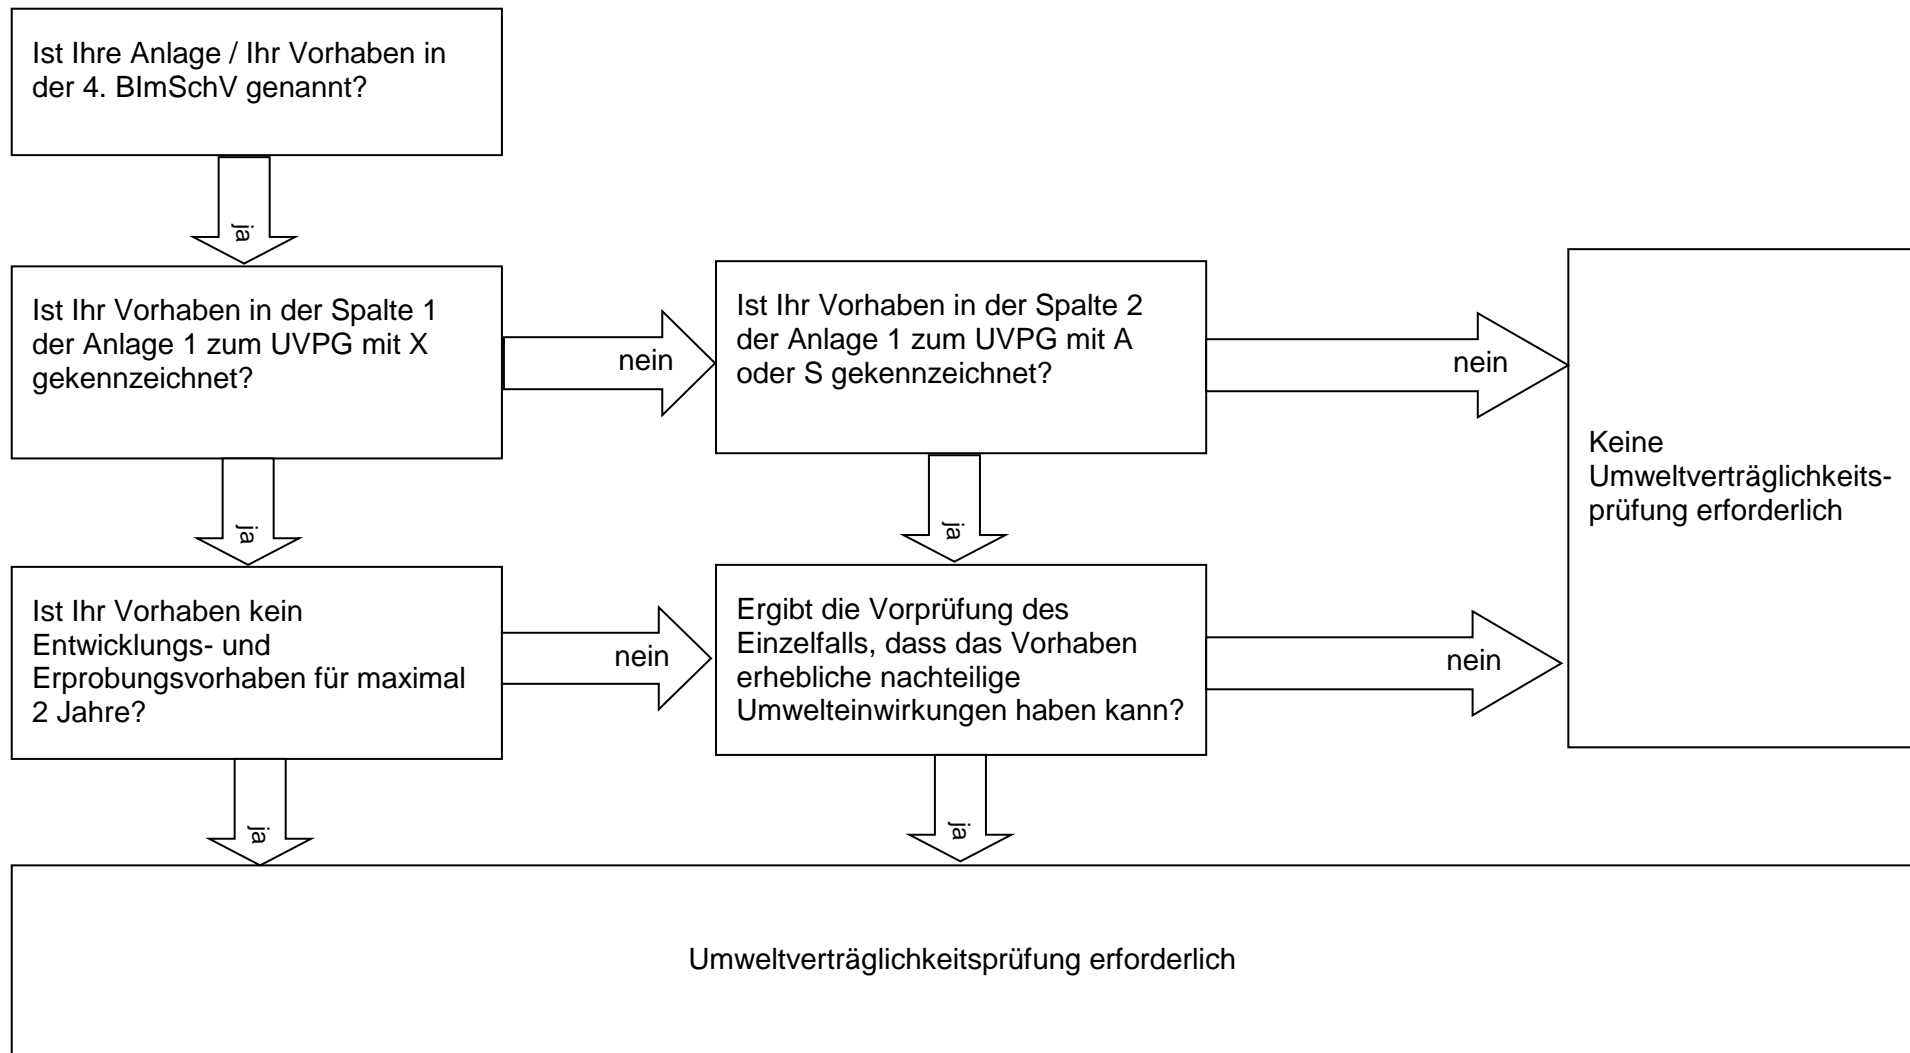 Ist Ihre Anlage / Ihr Vorhaben in
der 4. BImSchV genannt?
ja
Ist Ihr Vorhaben in der Spalte 1
der Anlage 1 zum UVPG mit X
gekennzeichnet?
nein
Ist Ihr Vorhaben in der Spalte 2
der Anlage 1 zum UVPG mit A
oder S gekennzeichnet?
nein
Keine
Umweltverträglichkeits-
prüfung erforderlich
ja
ja
Ist Ihr Vorhaben kein
Entwicklungs- und
Erprobungsvorhaben für maximal
2 Jahre?
nein
Ergibt die Vorprüfung des
Einzelfalls, dass das Vorhaben
erhebliche nachteilige
Umwelteinwirkungen haben kann?
nein
ja
ja
Umweltverträglichkeitsprüfung erforderlich